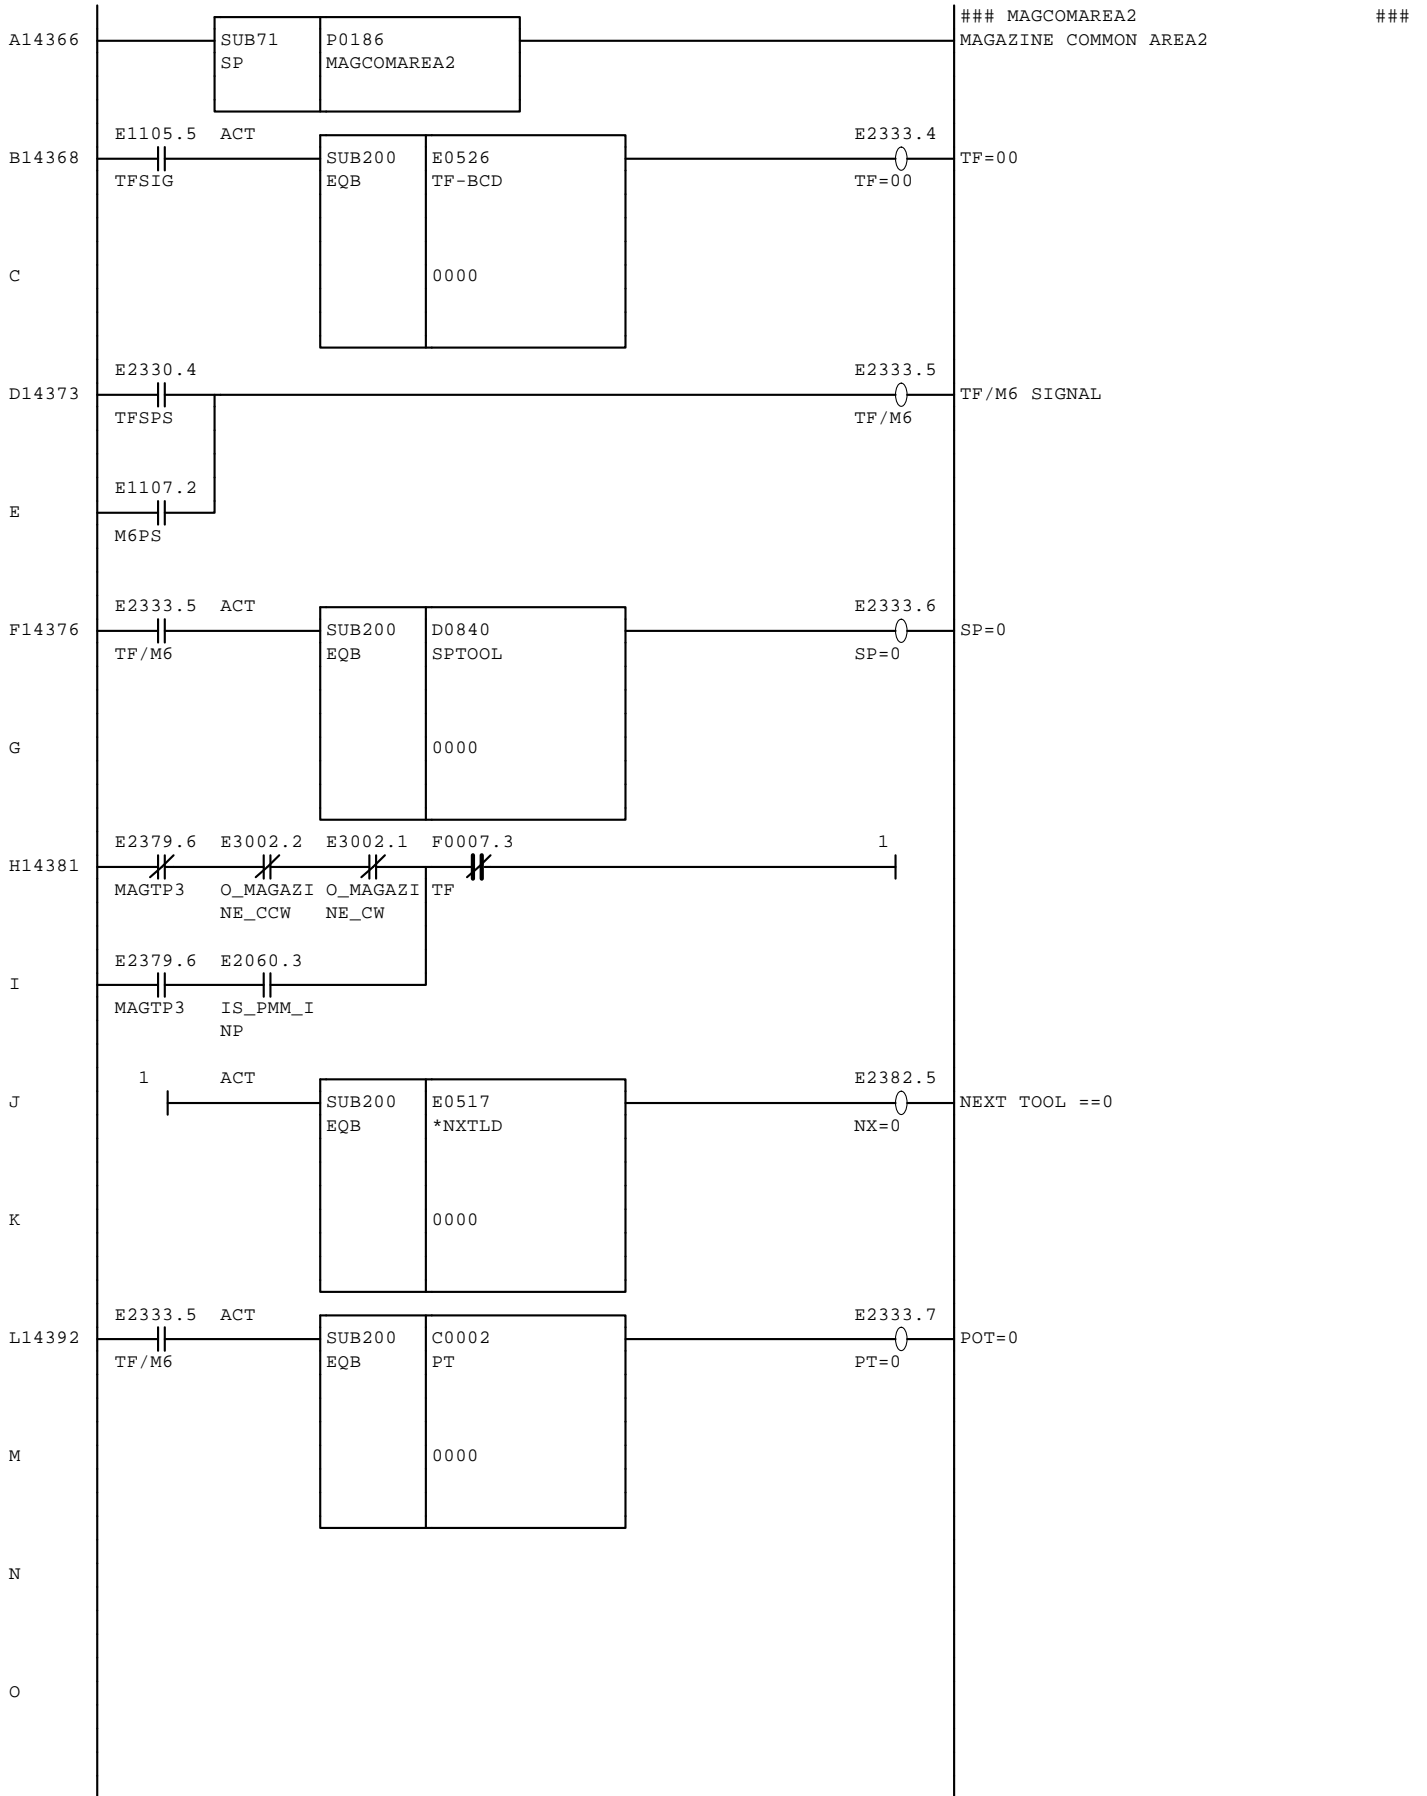 ### MAGCOMAREA2 ###
A14366 SUB71 P0186 MAGAZINE COMMON AREA2
SP MAGCOMAREA2
E1105.5 ACT E2333.4
B14368 SUB200 E0526 TF=00
TFSIG EQB TF-BCD TF=00
C 0000
E2330.4 E2333.5
D14373 TF/M6 SIGNAL
TFSPS TF/M6
E1107.2
E
M6PS
E2333.5 ACT E2333.6
F14376 SUB200 D0840 SP=0
TF/M6 EQB SPTOOL SP=0
G 0000
E2379.6 E3002.2 E3002.1 F0007.3 1
H14381
MAGTP3 O_MAGAZI O_MAGAZI TF
NE_CCW NE_CW
E2379.6 E2060.3
I
MAGTP3 IS_PMM_I
NP
1 ACT E2382.5
J SUB200 E0517 NEXT TOOL ==0
EQB *NXTLD NX=0
K 0000
E2333.5 ACT E2333.7
L14392 SUB200 C0002 POT=0
TF/M6 EQB PT PT=0
M 0000
N
O